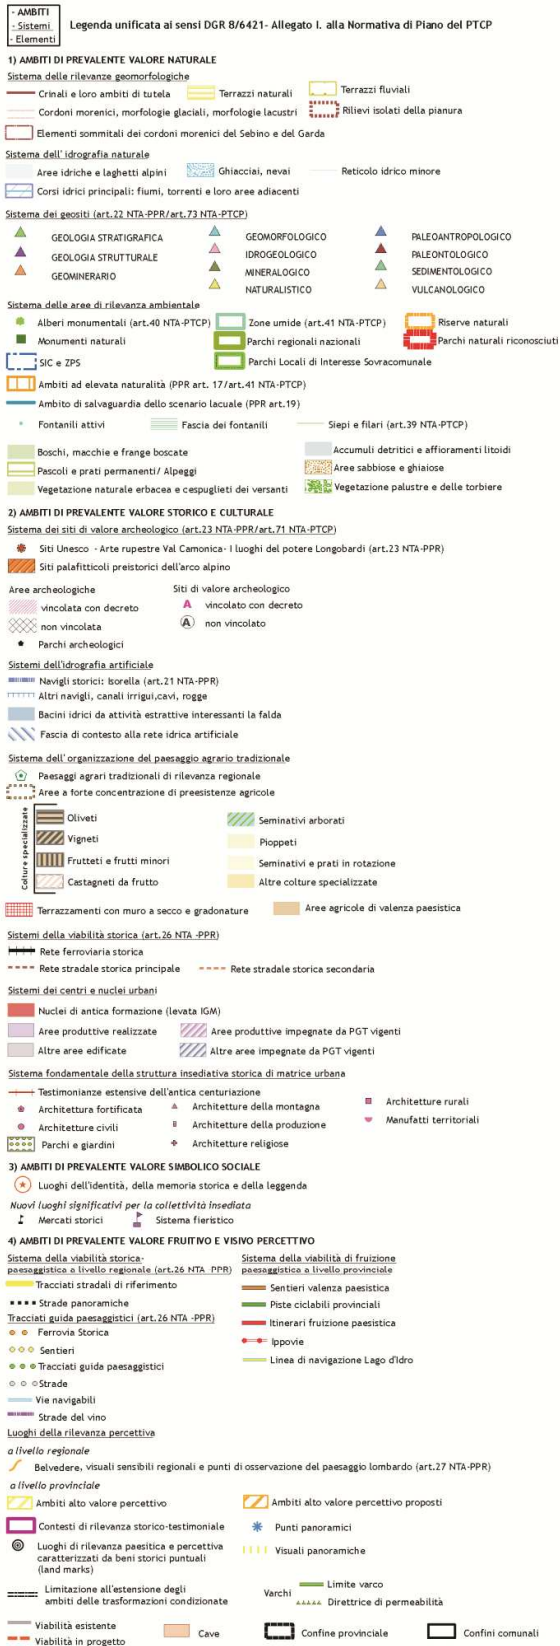 - AMBITI
- Sistemi
- Elementi
Legenda unificata ai sensi DGR 8/6421- Allegato I. alla Normativa di Piano del PTCP
1) AMBITI DI PREVALENTE VALORE NATURALE
Sistema delle rilevanze geomorfologiche
Crinali e loro ambiti di tutela
Terrazzi naturali
Terrazzi fluviali
Cordoni morenici, morfologie glaciali, morfologie lacustri
Rilievi isolati della pianura
Elementi sommitali dei cordoni morenici del Sebino e del Garda
Sistema dell' idrografia naturale
Aree idriche e laghetti alpini
Ghiacciai, nevai
Reticolo idrico minore
Corsi idrici principali: fiumi, torrenti e loro aree adiacenti
Sistema dei geositi (art.22 NTA-PPR/art.73 NTA-PTCP)
GEOLOGIA STRATIGRAFICA
GEOMORFOLOGICO
PALEOANTROPOLOGICO
GEOLOGIA STRUTTURALE
IDROGEOLOGICO
PALEONTOLOGICO
GEOMINERARIO
MINERALOGICO
SEDIMENTOLOGICO
NATURALISTICO
VULCANOLOGICO
Sistema delle aree di rilevanza ambientale
Alberi monumentali (art.40 NTA-PTCP)
Zone umide (art.41 NTA-PTCP)
Riserve naturali
Monumenti naturali
Parchi regionali nazionali
Parchi naturali riconosciuti
SIC e ZPS
Parchi Locali di Interesse Sovracomunale
Ambiti ad elevata naturalità (PPR art. 17/art.41 NTA-PTCP)
Ambito di salvaguardia dello scenario lacuale (PPR art.19)
Fontanili attivi
Fascia dei fontanili
Siepi e filari (art.39 NTA-PTCP)
Boschi, macchie e frange boscate
Accumuli detritici e affioramenti litoidi
Pascoli e prati permanenti/ Alpeggi
Aree sabbiose e ghiaiose
Vegetazione naturale erbacea e cespuglieti dei versanti
Vegetazione palustre e delle torbiere
2) AMBITI DI PREVALENTE VALORE STORICO E CULTURALE
Sistema dei siti di valore archeologico (art.23 NTA-PPR/art.71 NTA-PTCP)
Siti Unesco - Arte rupestre Val Camonica- I luoghi del potere Longobardi (art.23 NTA-PPR)
Siti palafitticoli preistorici dell'arco alpino
Aree archeologiche
Siti di valore archeologico
vincolata con decreto
A vincolato con decreto
non vincolata
A non vincolato
Parchi archeologici
Sistemi dell'idrografia artificiale
Navigli storici: Isorella (art.21 NTA-PPR)
Altri navigli, canali irrigui,cavi, rogge
Bacini idrici da attività estrattive interessanti la falda
Fascia di contesto alla rete idrica artificiale
Sistema dell' organizzazione del paesaggio agrario tradizionale
Paesaggi agrari tradizionali di rilevanza regionale
Aree a forte concentrazione di preesistenze agricole
Colture specializzate
Oliveti
Seminativi arborati
Vigneti
Pioppeti
Frutteti e frutti minori
Seminativi e prati in rotazione
Castagneti da frutto
Altre colture specializzate
Terrazzamenti con muro a secco e gradonature
Aree agricole di valenza paesistica
Sistemi della viabilità storica (art.26 NTA -PPR)
Rete ferroviaria storica
Rete stradale storica principale
Rete stradale storica secondaria
Sistemi dei centri e nuclei urbani
Nuclei di antica formazione (levata IGM)
Aree produttive realizzate
Aree produttive impegnate da PGT vigenti
Altre aree edificate
Altre aree impegnate da PGT vigenti
Sistema fondamentale della struttura insediativa storica di matrice urbana
Testimonianze estensive dell'antica centuriazione
Architettura fortificata
Architetture della montagna
Architetture rurali
Architetture civili
Architetture della produzione
Manufatti territoriali
Parchi e giardini
Architetture religiose
3) AMBITI DI PREVALENTE VALORE SIMBOLICO SOCIALE
Luoghi dell'identità, della memoria storica e della leggenda
Nuovi luoghi significativi per la collettività insediata
Mercati storici
Sistema fieristico
4) AMBITI DI PREVALENTE VALORE FRUITIVO E VISIVO PERCETTIVO
Sistema della viabilità storica-
paesaggistica a livello regionale (art.26 NTA PPR)
Sistema della viabilità di fruizione
paesaggistica a livello provinciale
Tracciati stradali di riferimento
Strade panoramiche
Tracciati guida paesaggistici (art.26 NTA -PPR)
Ferrovia Storica
Sentieri
Tracciati guida paesaggistici
Strade
Vie navigabili
Strade del vino
Sentieri valenza paesistica
Piste ciclabili provinciali
Itinerari fruizione paesistica
Ippovie
Linea di navigazione Lago d'Idro
Luoghi della rilevanza percettiva
a livello regionale
Belvedere, visuali sensibili regionali e punti di osservazione del paesaggio lombardo (art.27 NTA-PPR)
a livello provinciale
Ambiti alto valore percettivo
Ambiti alto valore percettivo proposti
Contesti di rilevanza storico-testimoniale
Punti panoramici
Luoghi di rilevanza paesitica e percettiva
caratterizzati da beni storici puntuali
(land marks)
Visuali panoramiche
Limitazione all'estensione degli
ambiti delle trasformazioni condizionate
Varchi
Limite varco
Direttrice di permeabilità
Viabilità esistente
Viabilità in progetto
Cave
Confine provinciale
Confini comunali